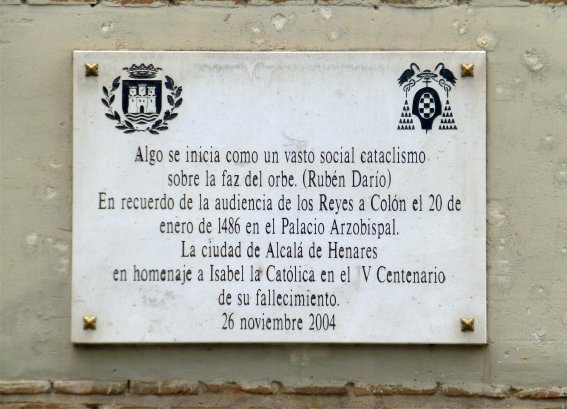 Algo se inicia como un vasto social cataclismo
sobre la faz del orbe. (Rubén Darío)
En recuerdo de la audiencia de los Reyes a Colón el 20 de
enero de 1486 en el Palacio Arzobispal.
La ciudad de Alcalá de Henares
en homenaje a Isabel la Católica en el V Centenario
de su fallecimiento.
26 noviembre 2004